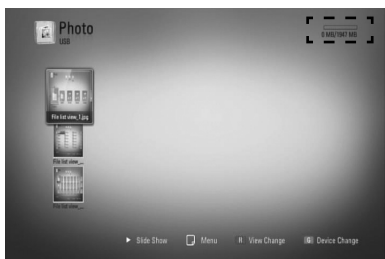 Photo
USB
6 MB/1947 MB
File list view_1.jpg
File list view_...
File list view_...
Slide Show
Menu
R View Change
G Device Change